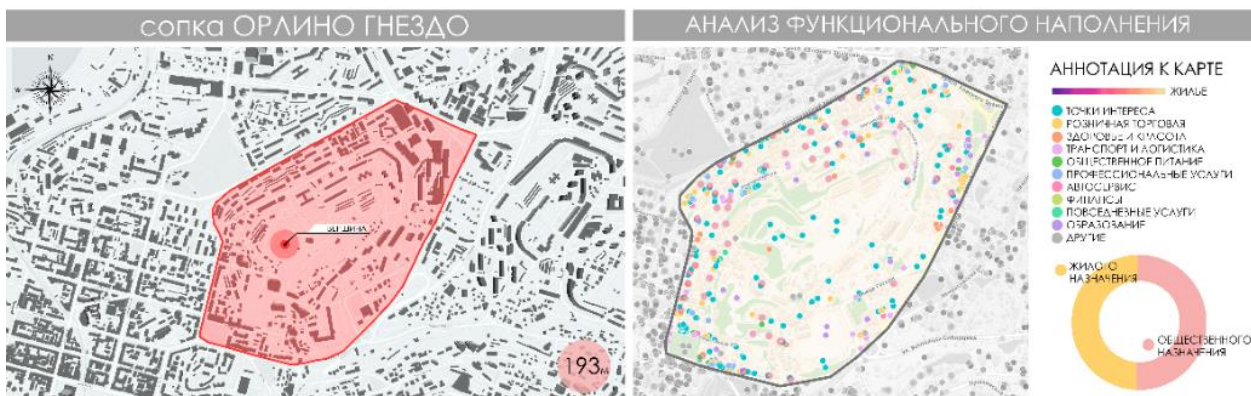 сопка ОРЛИНО ГНЕЗДО
АНАЛИЗ ФУНКЦИОНАЛЬНОГО НАПОЛНЕНИЯ
N
W
ВЕРШИНА
193м
АННОТАЦИЯ К КАРТЕ
ЖИЛЬЕ
ТОЧКИ ИНТЕРЕСА
РОЗНИЧНАЯ ТОРГОВЛЯ
ЗДОРОВЬЕ И КРАСОТА
ТРАНСПОРТ И ЛОГИСТИКА
ОБЩЕСТВЕННОЕ ПИТАНИЕ
ПРОФЕССИОНАЛЬНЫЕ УСЛУГИ
АВТОСЕРВИС
ФИНАНСЫ
ПОВСЕДНЕВНЫЕ УСЛУГИ
ОБРАЗОВАНИЕ
ДРУГИЕ
ЖИЛОГО
НАЗНАЧЕНИЯ
ОБЩЕСТВЕННОГО
НАЗНАЧЕНИЯ